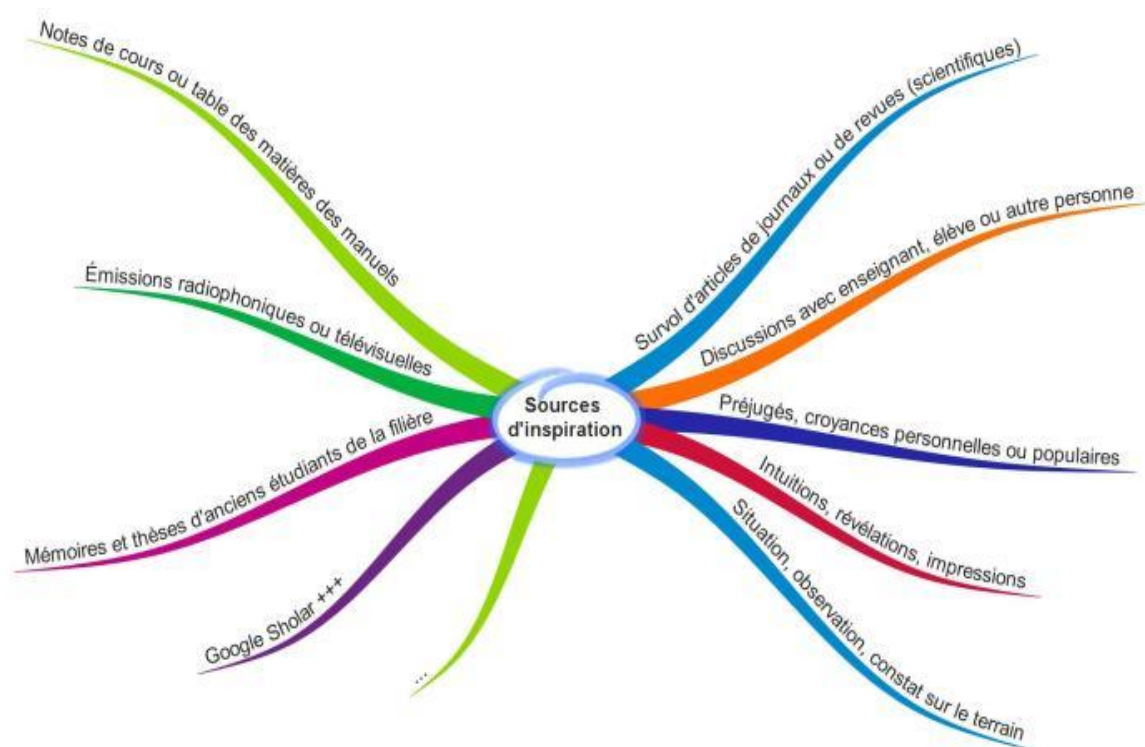 Notes de cours ou table des matières des manuels
Émissions radiophoniques ou télévisuelles
Mémoires et thèses d'anciens étudiants de la filière
Google Sholar +++
...
Sources
d'inspiration
Survol d'articles de journaux ou de revues (scientifiques)
Discussions avec enseignant, élève ou autre personne
Préjugés, croyances personnelles ou populaires
Intuitions, révélations, impressions
Situation, observation, constat sur le terrain